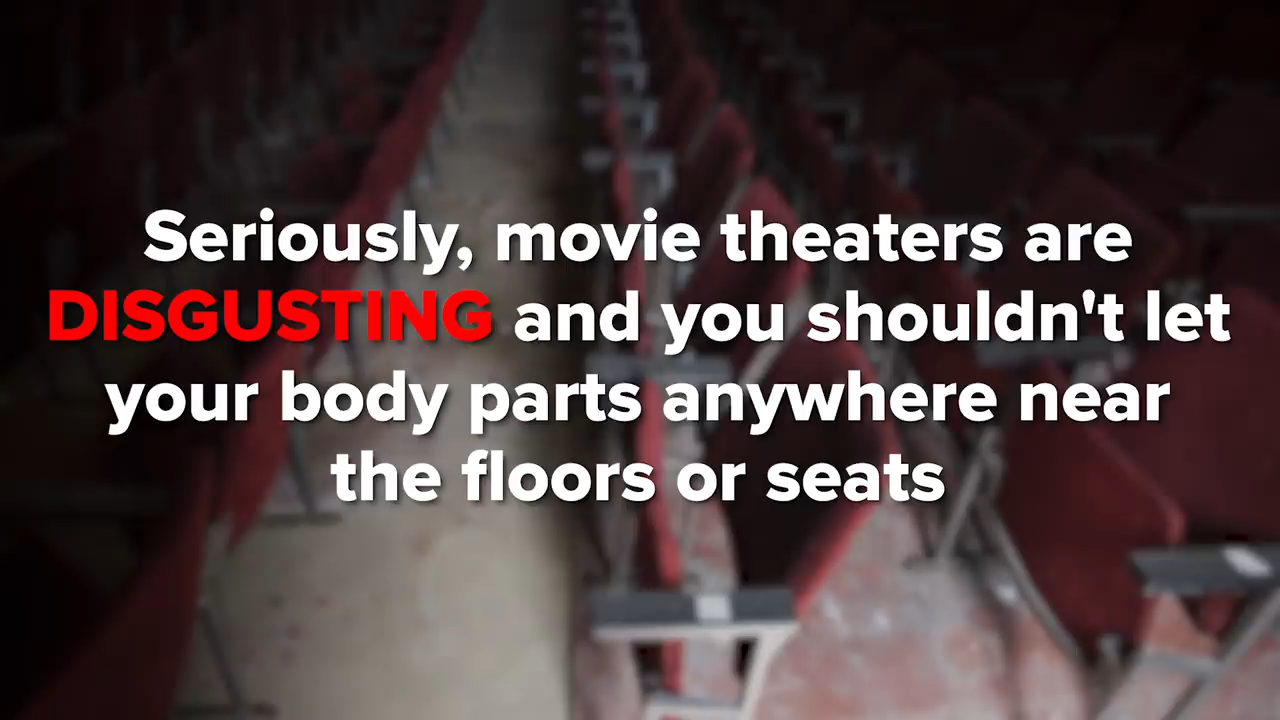 Seriously, movie theaters are
DISGUSTING and you shouldn't let
your body parts anywhere near
the floors or seats